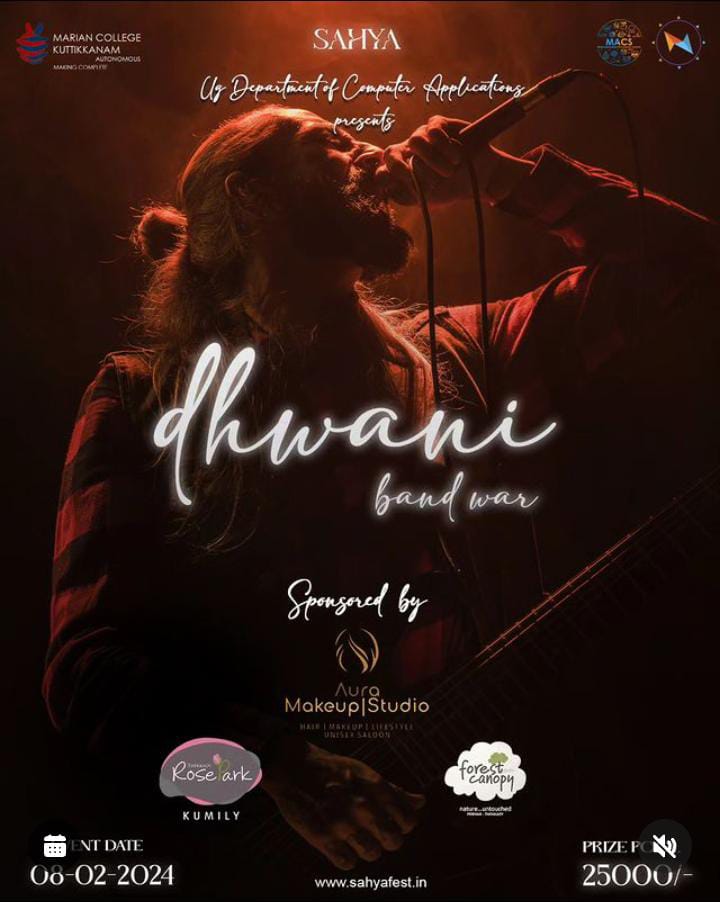 MARIAN COLLEGE
KUTTIKKANAM
AUTONOMOUS
MAKING COMPLETE
SAHYA
MACS
Ug Department of Computer Applications
presents
dhwani
band war
Sponsored by
Aura
Makeup|Studio
HAIR | MAKEUP | LIFESTYLE
UNISEX SALOON
RosePark
KUMILY
forest
canopy
nature...untouched
ENT DATE
08-02-2024
www.sahyafest.in
PRIZE PO
25000/-